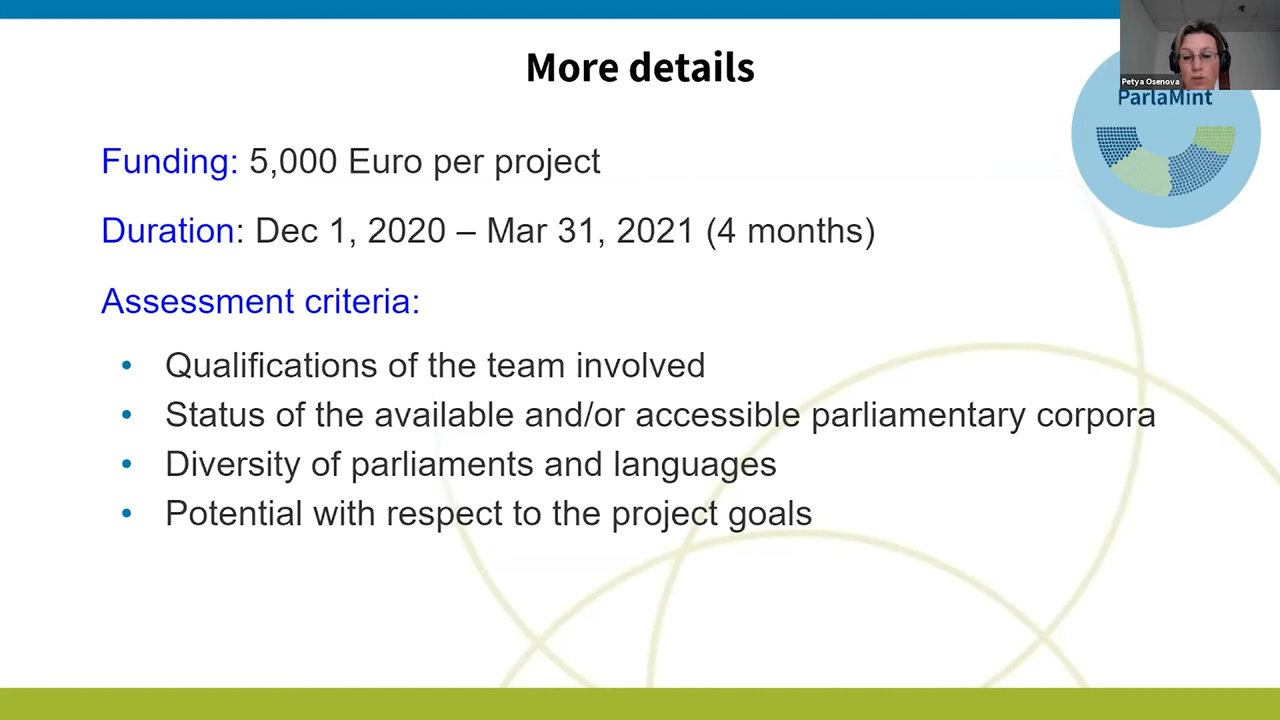 More details
Petya Osenova
ParlaMint
Funding: 5,000 Euro per project
Duration: Dec 1, 2020 – Mar 31, 2021 (4 months)
Assessment criteria:
• Qualifications of the team involved
• Status of the available and/or accessible parliamentary corpora
• Diversity of parliaments and languages
• Potential with respect to the project goals